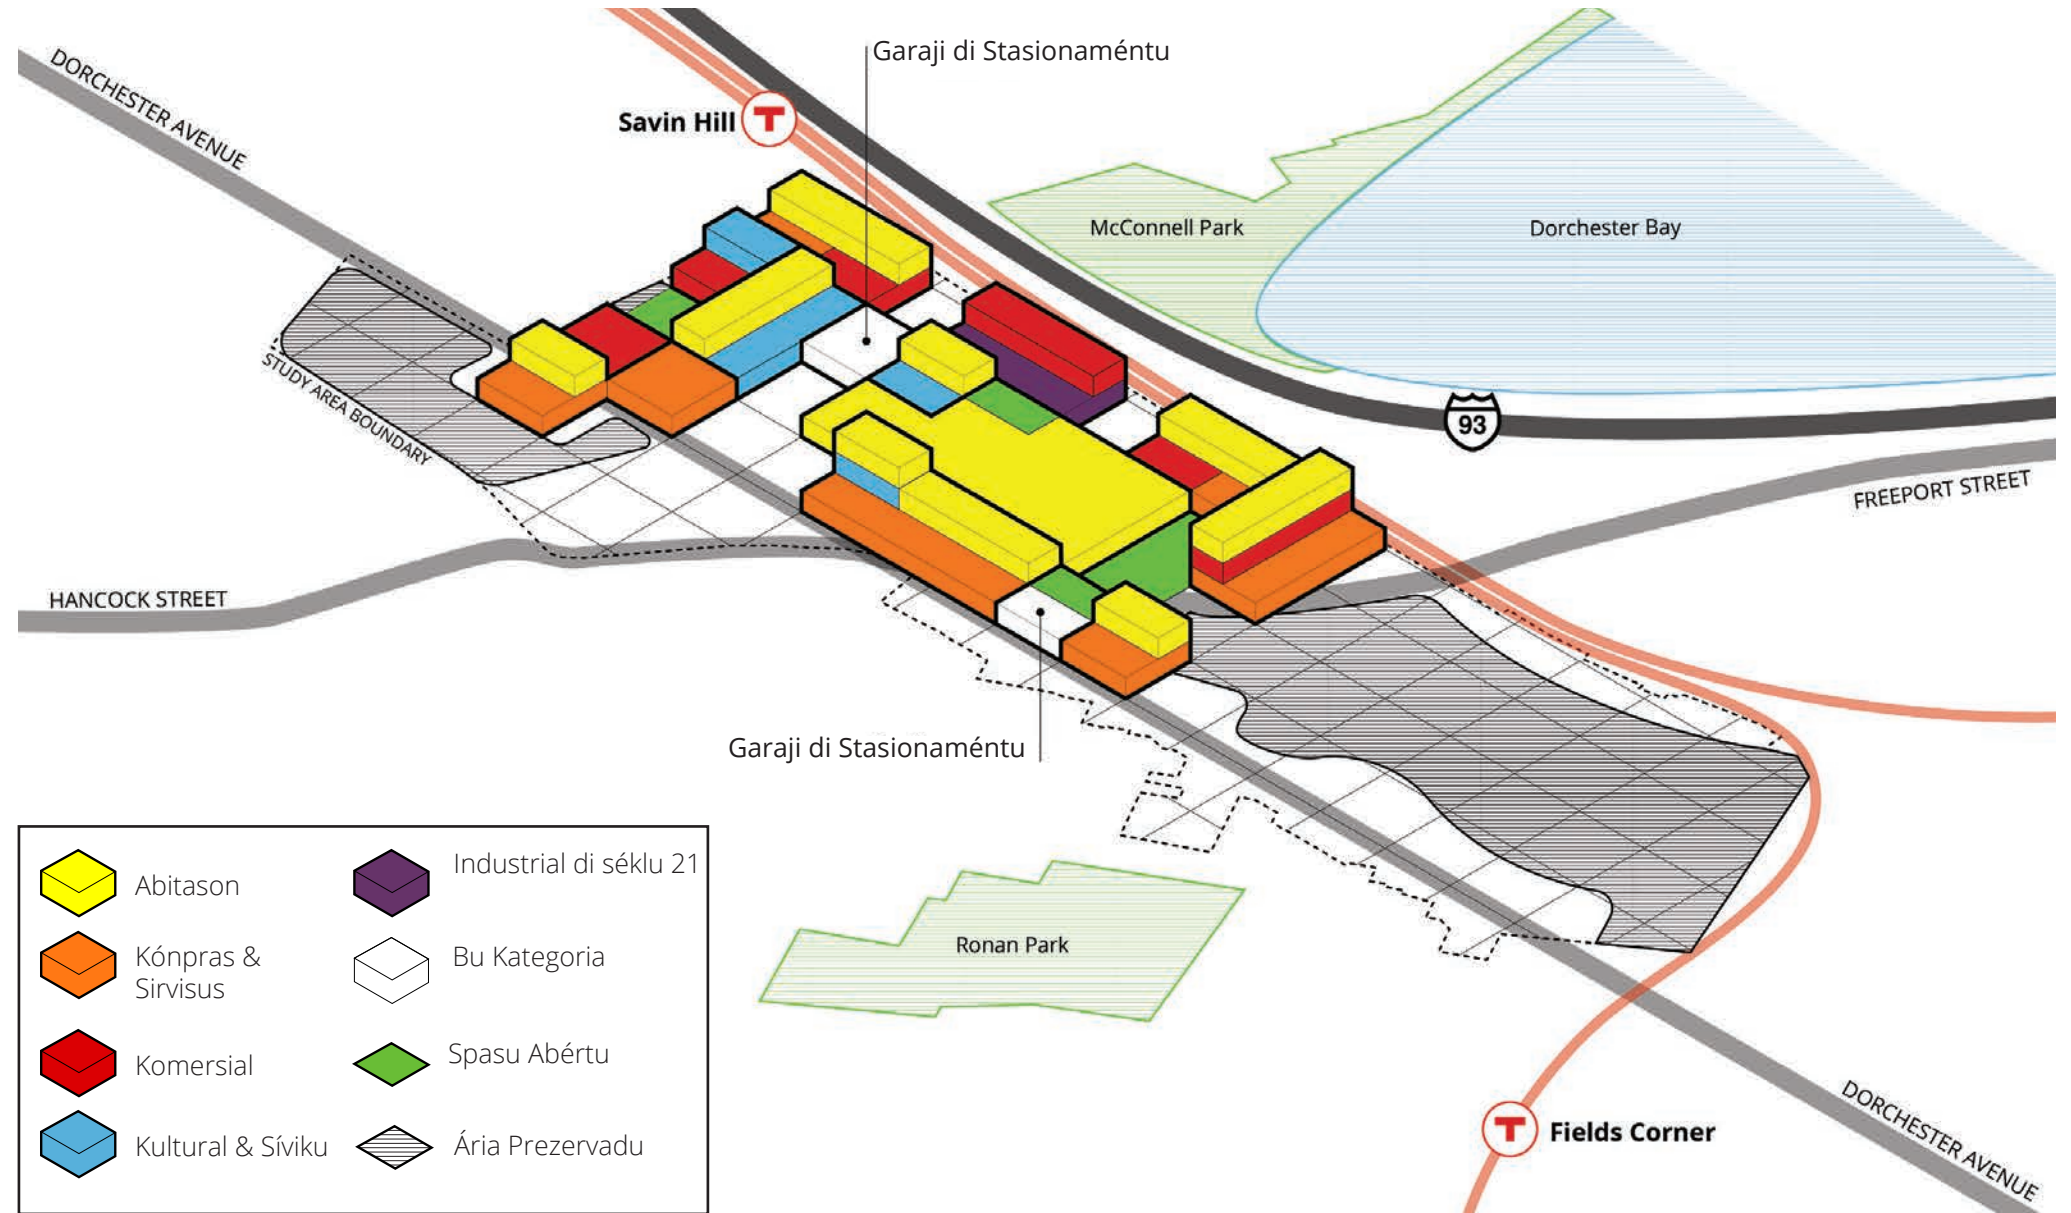 Garaji di Stasionaméntu
DORCHESTER AVENUE
Savin Hill
T
McConnell Park
Dorchester Bay
STUDY AREA BOUNDARY
93
FREEPORT STREET
HANCOCK STREET
Garaji di Stasionaméntu
Ronan Park
T
Fields Corner
DORCHESTER AVENUE
Abitason
Kónpras &
Sirvisus
Komersial
Kultural & Síviku
Industrial di séklu 21
Bu Kategoria
Spasu Abértu
Ária Prezervadu